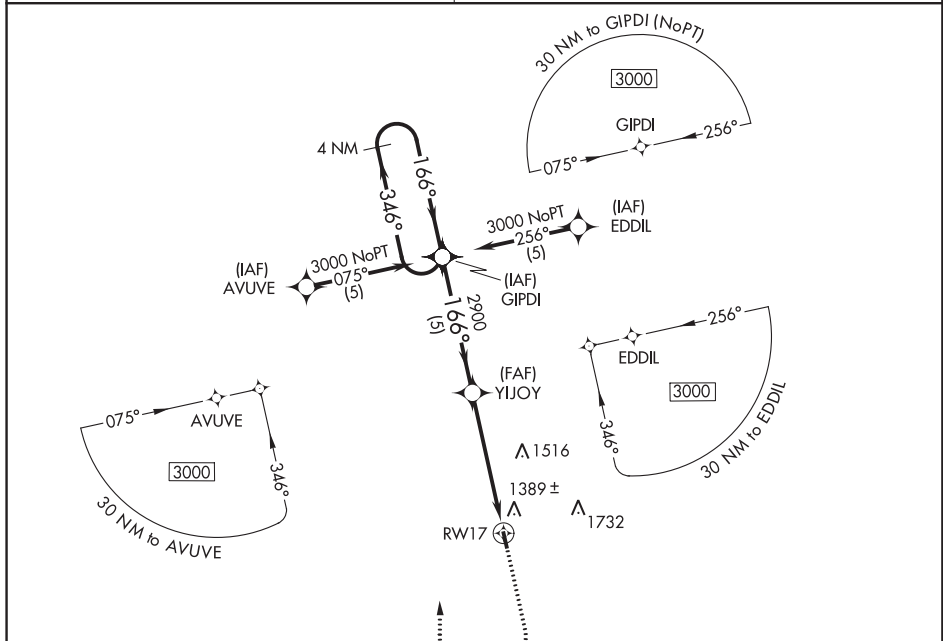 30 NM to GIPDI (NoPT)
3000
GIPDI
075°
256°
4 NM
166°
346°
(IAF)
EDDIL
3000 NoPT
256°
(5)
(IAF)
AVUVE
3000 NoPT
075°
(5)
(IAF)
GIPDI
2900
166°
(5)
(FAF)
YIJOY
256°
EDDIL
3000
346°
30 NM to EDDIL
075°
AVUVE
3000
346°
30 NM to AVUVE
1516
1389 ±
1732
RW17